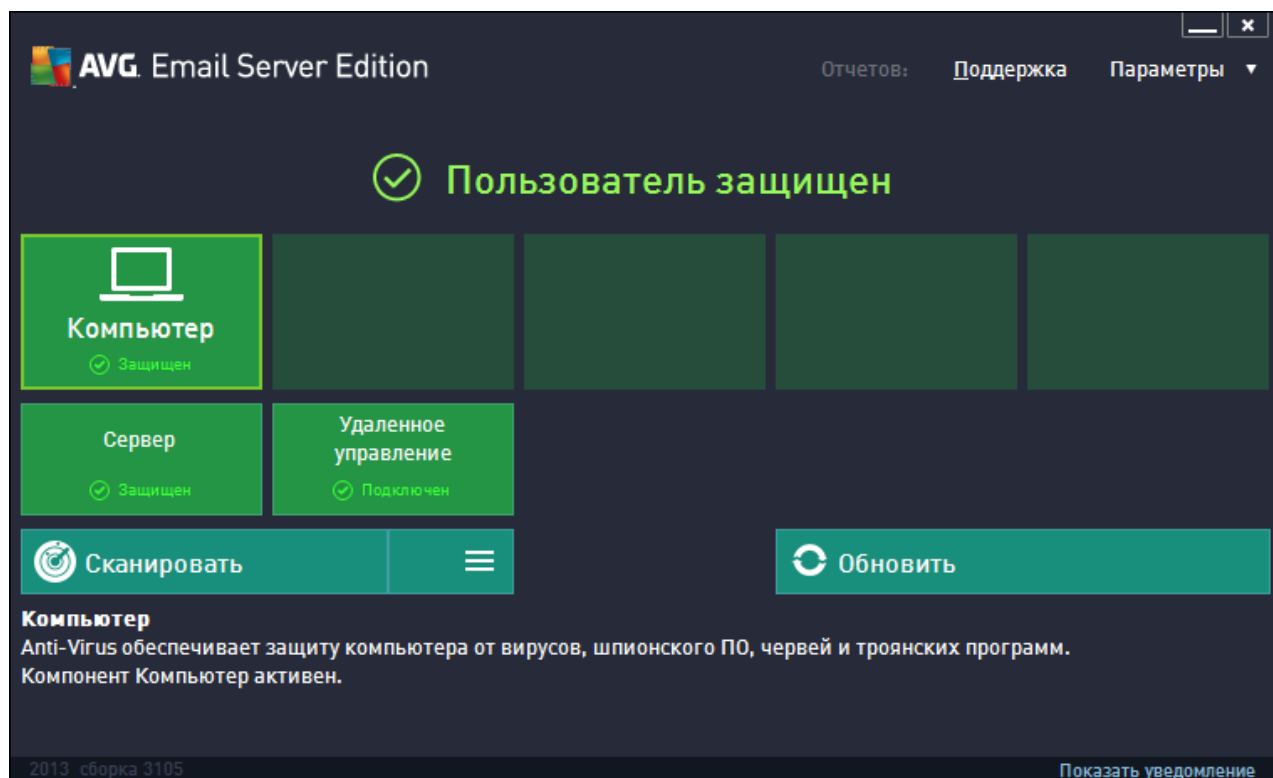 AVG. Email Server Edition
Отчетов: Поддержка Параметры
Пользователь защищен
Компьютер
Защищен
Сервер
Защищен
Удаленное
управление
Подключен
Сканировать
Обновить
Компьютер
Anti-Virus обеспечивает защиту компьютера от вирусов, шпионского ПО, червей и троянских программ.
Компонент Компьютер активен.
2013 сборка 3105
Показать уведомление